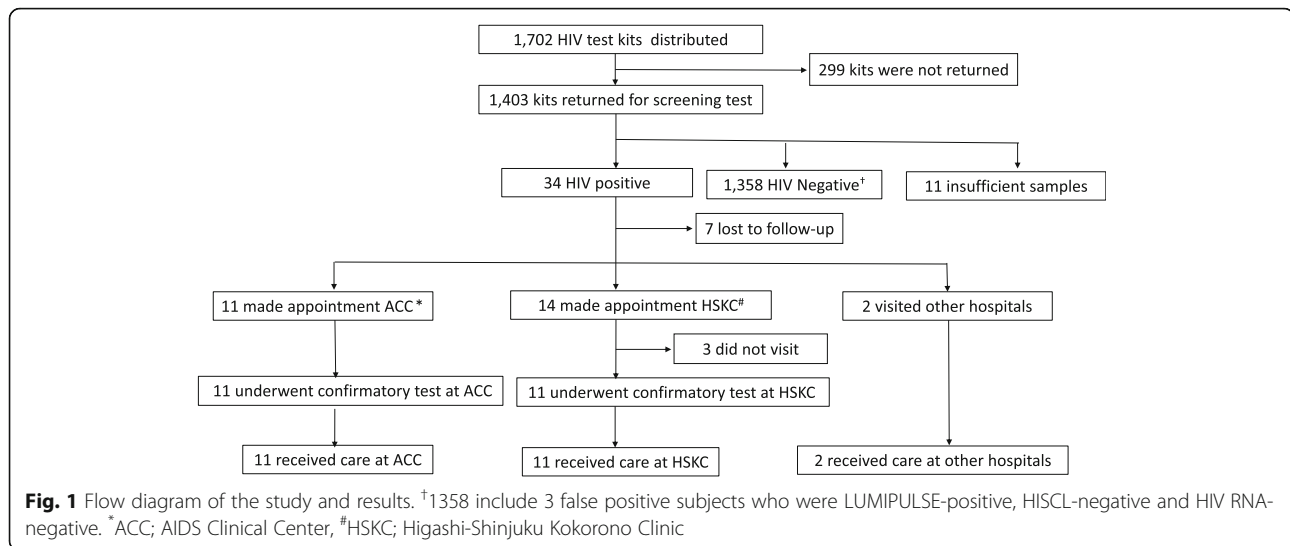 1,702 HIV test kits distributed
299 kits were not returned
1,403 kits returned for screening test
34 HIV positive
1,358 HIV Negative†
11 insufficient samples
7 lost to follow-up
11 made appointment ACC*
14 made appointment HSKC#
2 visited other hospitals
3 did not visit
11 underwent confirmatory test at ACC
11 underwent confirmatory test at HSKC
11 received care at ACC
11 received care at HSKC
2 received care at other hospitals
Fig. 1 Flow diagram of the study and results. †1358 include 3 false positive subjects who were LUMIPULSE-positive, HISCL-negative and HIV RNA-
negative. *ACC; AIDS Clinical Center, #HSKC; Higashi-Shinjuku Kokorono Clinic